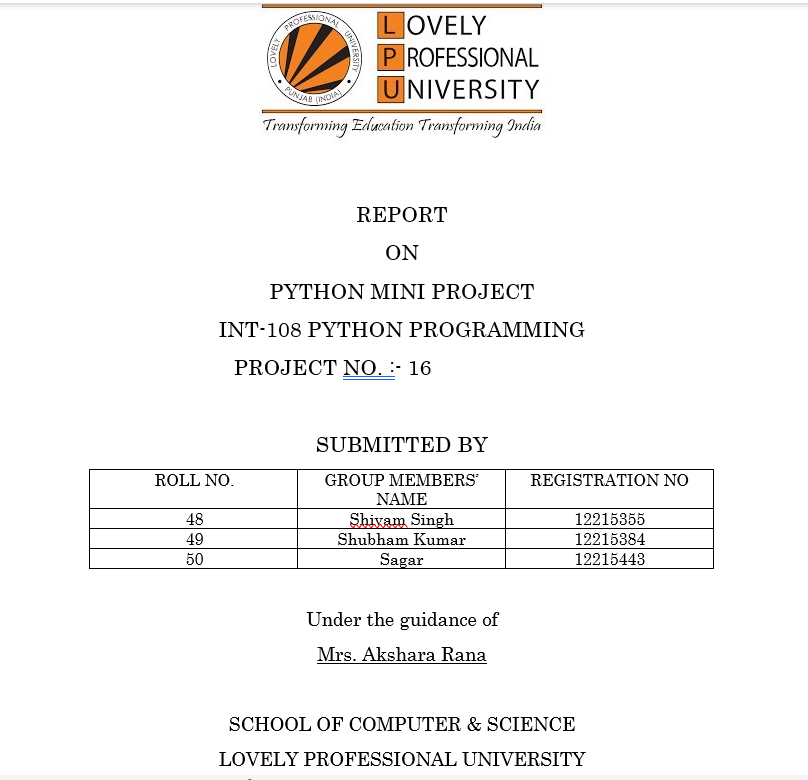 LOVELY PROFESSIONAL UNIVERSITY
PUNJAB (INDIA)
LOVELY
PROFESSIONAL
UNIVERSITY
Transforming Education Transforming India
REPORT
ON
PYTHON MINI PROJECT
INT-108 PYTHON PROGRAMMING
PROJECT NO. :- 16
SUBMITTED BY
ROLL NO. GROUP MEMBERS' NAME REGISTRATION NO
48 Shivam Singh 12215355
49 Shubham Kumar 12215384
50 Sagar 12215443
Under the guidance of
Mrs. Akshara Rana
SCHOOL OF COMPUTER & SCIENCE
LOVELY PROFESSIONAL UNIVERSITY